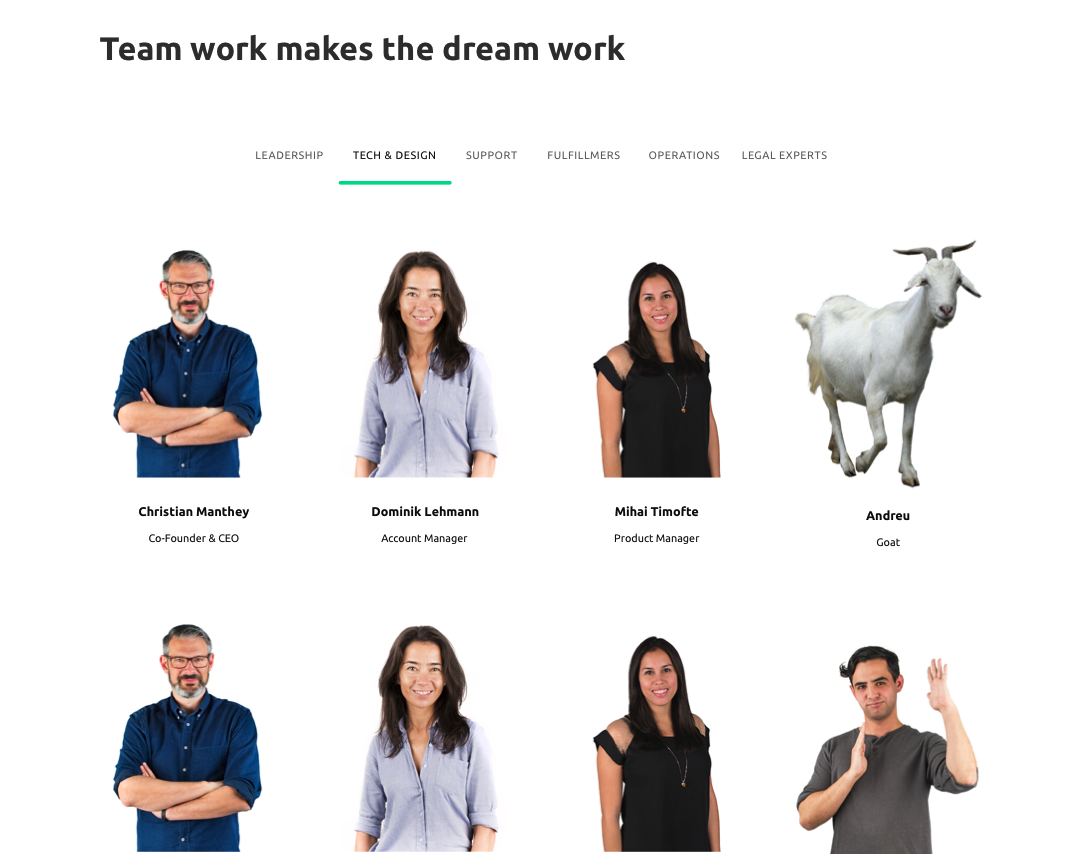 Team work makes the dream work
LEADERSHIP TECH & DESIGN SUPPORT FULFILLMERS OPERATIONS LEGAL EXPERTS
Christian Manthey Dominik Lehmann Mihai Timofte Andreu
Co-Founder & CEO Account Manager Product Manager Goat